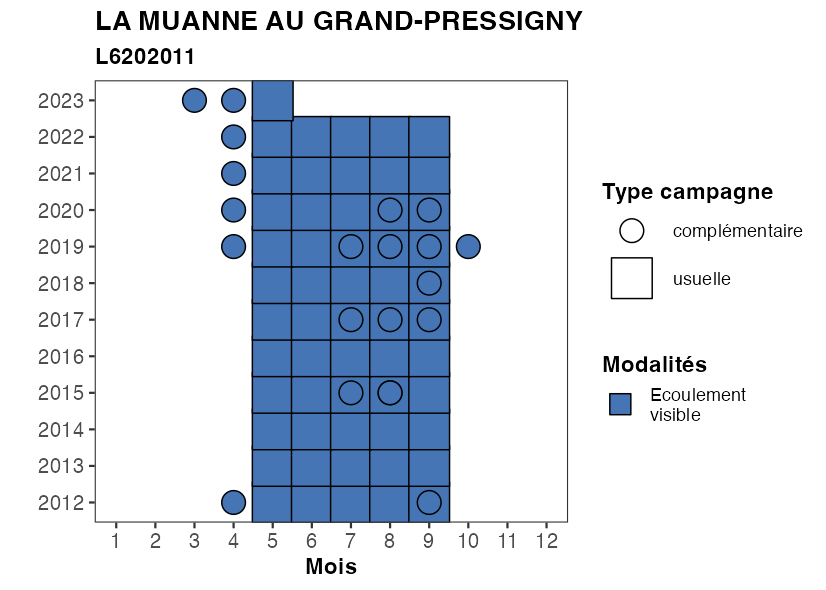 LA MUANNE AU GRAND-PRESSIGNY
L6202011
2023
2022
2021
2020
2019
2018
2017
2016
2015
2014
2013
2012
1 2 3 4 5 6 7 8 9 10 11 12
Mois
Type campagne
complémentaire
usuelle
Modalités
Ecoulement
visible